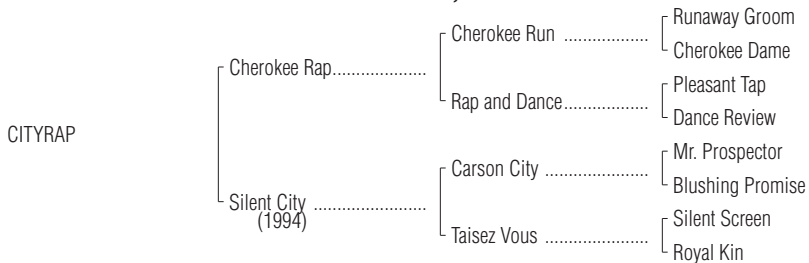 Runaway Groom
Cherokee Run ..................
Cherokee Dame
Cherokee Rap....................
Pleasant Tap
Rap and Dance..................
Dance Review
CITYRAP
Mr. Prospector
Carson City ......................
Blushing Promise
Silent City ........................
(1994)
Silent Screen
Taisez Vous ......................
Royal Kin